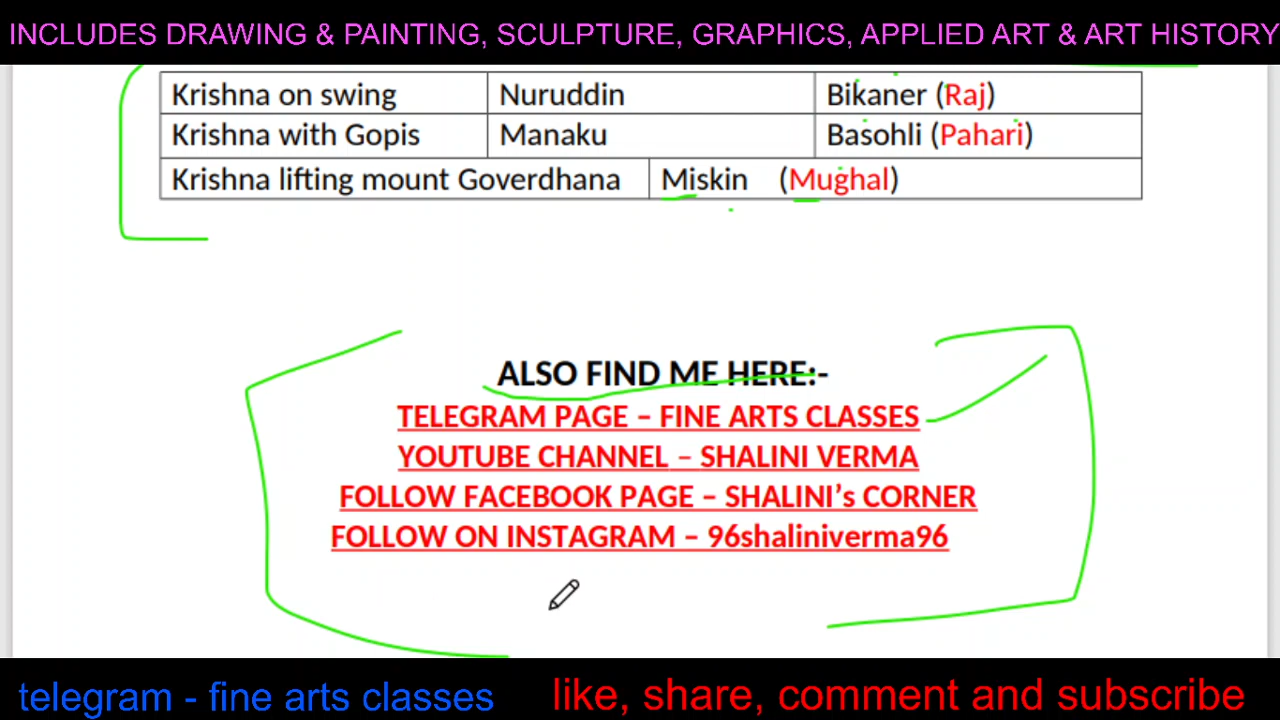 INCLUDES DRAWING & PAINTING, SCULPTURE, GRAPHICS, APPLIED ART & ART HISTORY
Krishna on swing Nuruddin Bikaner (Raj)
Krishna with Gopis Manaku Basohli (Pahari)
Krishna lifting mount Goverdhana Miskin (Mughal)
ALSO FIND ME HERE:-
TELEGRAM PAGE – FINE ARTS CLASSES
YOUTUBE CHANNEL – SHALINI VERMA
FOLLOW FACEBOOK PAGE – SHALINI’s CORNER
FOLLOW ON INSTAGRAM – 96shaliniverma96
telegram - fine arts classes like, share, comment and subscribe